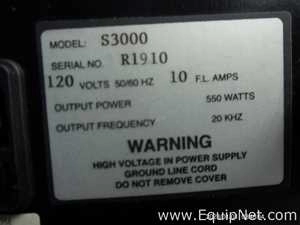 MODEL: S3000
SERIAL NO. R1910
120 VOLTS 50/60 HZ 10 F.L. AMPS
OUTPUT POWER 550 WATTS
OUTPUT FREQUENCY 20 KHZ
WARNING
HIGH VOLTAGE IN POWER SUPPLY
GROUND LINE CORD
DO NOT REMOVE COVER
www.EquipNet.com